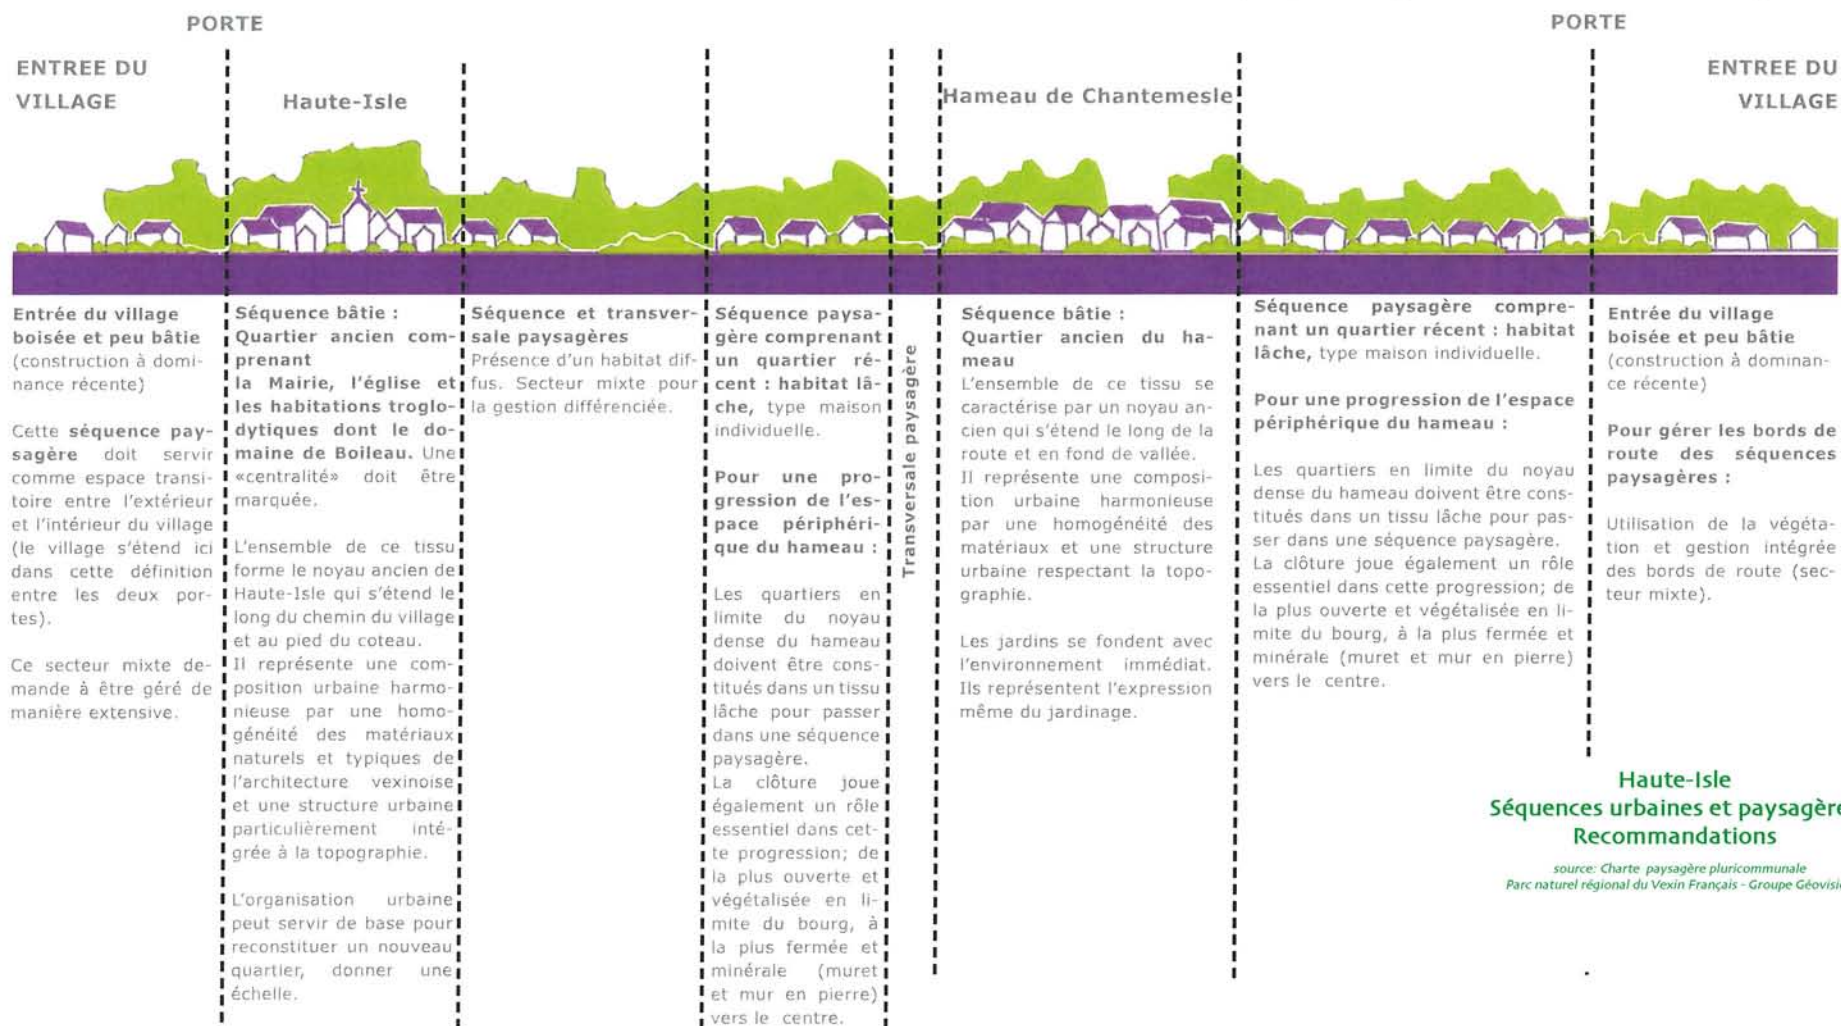 PORTE
PORTE
ENTREE DU
VILLAGE
Haute-Isle
Hameau de Chantemesle
ENTREE DU
VILLAGE
Entrée du village
boisée et peu bâtie
(construction à domi-
nance récente)
Cette séquence pay-
sagère doit servir
comme espace transi-
toire entre l'extérieur
et l'intérieur du village
(le village s'étend ici
dans cette définition
entre les deux por-
tes).
Ce secteur mixte de-
mande à être géré de
manière extensive.
Séquence bâtie :
Quartier ancien com-
prenant
la Mairie, l'église et
les habitations troglo-
dytiques dont le do-
maine de Boileau. Une
«centralité» doit être
marquée.
L'ensemble de ce tissu
forme le noyau ancien de
Haute-Isle qui s'étend le
long du chemin du village
et au pied du coteau.
Il représente une com-
position urbaine harmo-
nieuse par une homo-
généité des matériaux
naturels et typiques de
l'architecture vexinoise
et une structure urbaine
particulièrement inté-
grée à la topographie.
L'organisation urbaine
peut servir de base pour
reconstituer un nouveau
quartier, donner une
échelle.
Séquence et transver-
sale paysagères
Présence d'un habitat dif-
fus. Secteur mixte pour
la gestion différenciée.
Séquence paysa-
gère comprenant
un quartier ré-
cent : habitat lâ-
che, type maison
individuelle.
Pour une pro-
gression de l'es-
pace périphéri-
que du hameau :
Les quartiers en
limite du noyau
dense du hameau
doivent être cons-
titués dans un tissu
lâche pour passer
dans une séquence
paysagère.
La clôture joue
également un rôle
essentiel dans cet-
te progression; de
la plus ouverte et
végétalisée en li-
mite du bourg, à
la plus fermée et
minérale (muret
et mur en pierre)
vers le centre.
Transversale paysagère
Séquence bâtie :
Quartier ancien du ha-
meau
L'ensemble de ce tissu se
caractérise par un noyau an-
cien qui s'étend le long de la
route et en fond de vallée.
Il représente une composi-
tion urbaine harmonieuse
par une homogénéité des
matériaux et une structure
urbaine respectant la topo-
graphie.
Les jardins se fondent avec
l'environnement immédiat.
Ils représentent l'expression
même du jardinage.
Séquence paysagère compre-
nant un quartier récent : habitat
lâche, type maison individuelle.
Pour une progression de l'espace
périphérique du hameau :
Les quartiers en limite du noyau
dense du hameau doivent être cons-
titués dans un tissu lâche pour pas-
ser dans une séquence paysagère.
La clôture joue également un rôle
essentiel dans cette progression; de
la plus ouverte et végétalisée en li-
mite du bourg, à la plus fermée et
minérale (muret et mur en pierre)
vers le centre.
Entrée du village
boisée et peu bâtie
(construction à dominan-
ce récente)
Pour gérer les bords de
route des séquences
paysagères :
Utilisation de la végéta-
tion et gestion intégrée
des bords de route (sec-
teur mixte).
Haute-Isle
Séquences urbaines et paysagère
Recommandations
source: Charte paysagère pluricommunale
Parc naturel régional du Vexin Français - Groupe Géovisi